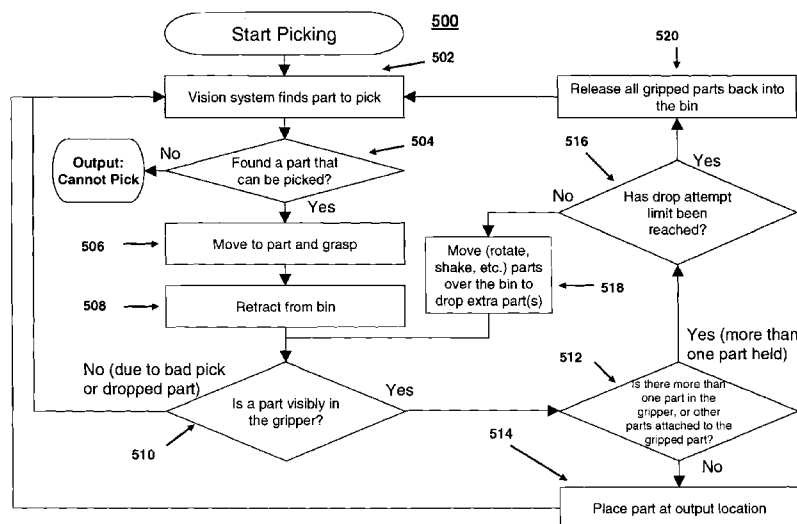 500
Start Picking
502
520
Vision system finds part to pick
Release all gripped parts back into
the bin
504
No
Output:
Cannot Pick
Found a part that
can be picked?
Yes
516
Yes
No
Has drop attempt
limit been
reached?
506
Move to part and grasp
Move (rotate,
shake, etc.) parts
over the bin to
drop extra part(s)
518
508
Retract from bin
Yes (more than
one part held)
No (due to bad pick
or dropped part)
512
Is a part visibly in
the gripper?
Yes
510
Is there more than
one part in the
gripper, or other
parts attached to the
gripped part?
514
No
Place part at output location